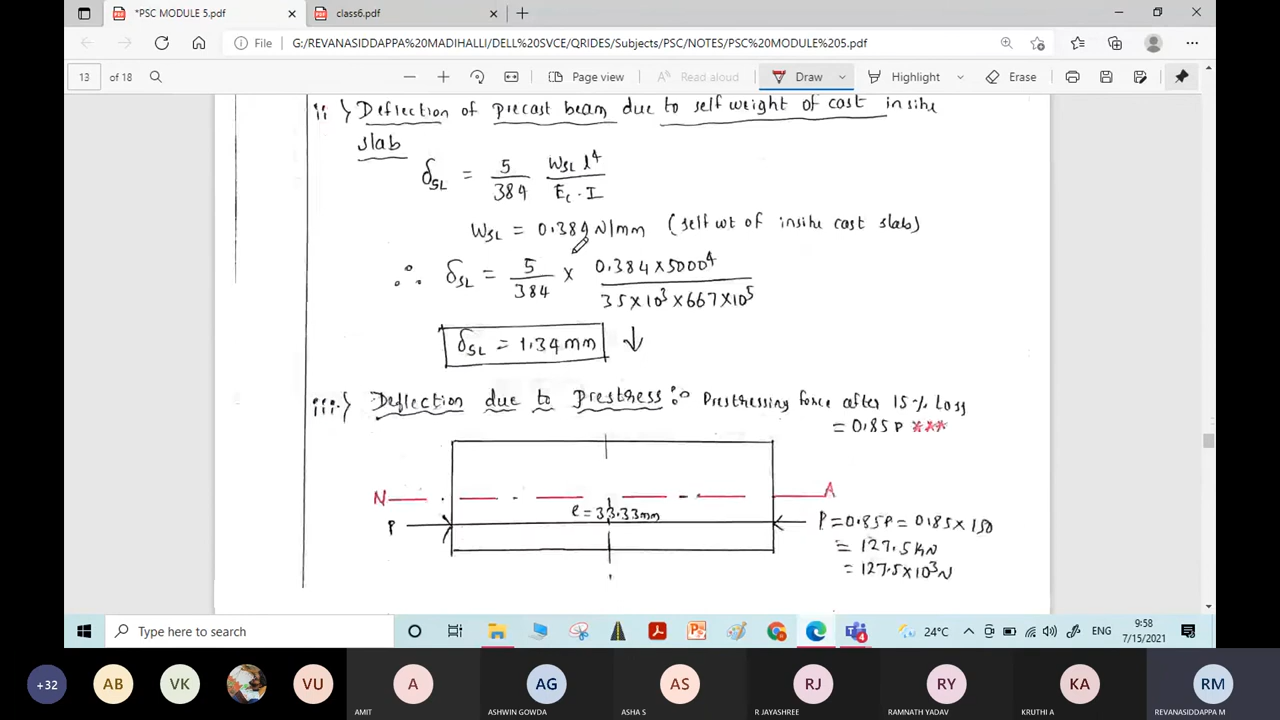 *PSC MODULE 5.pdf
class6.pdf
File G:/REVANASIDDAPPA%20MADIHALLI/DELL%20SVCE/QRIDES/Subjects/PSC/NOTES/PSC%20MODULE%205.pdf
13 of 18 Page view Read aloud Draw Highlight Erase
ii } Deflection of precast beam due to self weight of cast insitu
slab
δSL = 5/384 WSL l⁴ / Ec · I
WSL = 0.384 N/mm (self wt of insitu cast slab)
∴ δSL = 5/384 × 0.384 × 5000⁴ / 35×10³ × 667×10⁵
δSL = 1.34mm ↓
iii } Deflection due to Prestress :- Prestressing force after 15% Loss
= 0.85 P ***
N A
e = 33.33mm
P P = 0.85P = 0.85 × 150
= 127.5 kN
= 127.5×10³N
Type here to search
24°C
ENG
9:58
7/15/2021
4
+32 AB VK VU A AG AS RJ RY KA RM
AMIT ASHWIN GOWDA ASHA S R JAYASHREE RAMNATH YADAV KRUTHI A REVANASIDDAPPA M